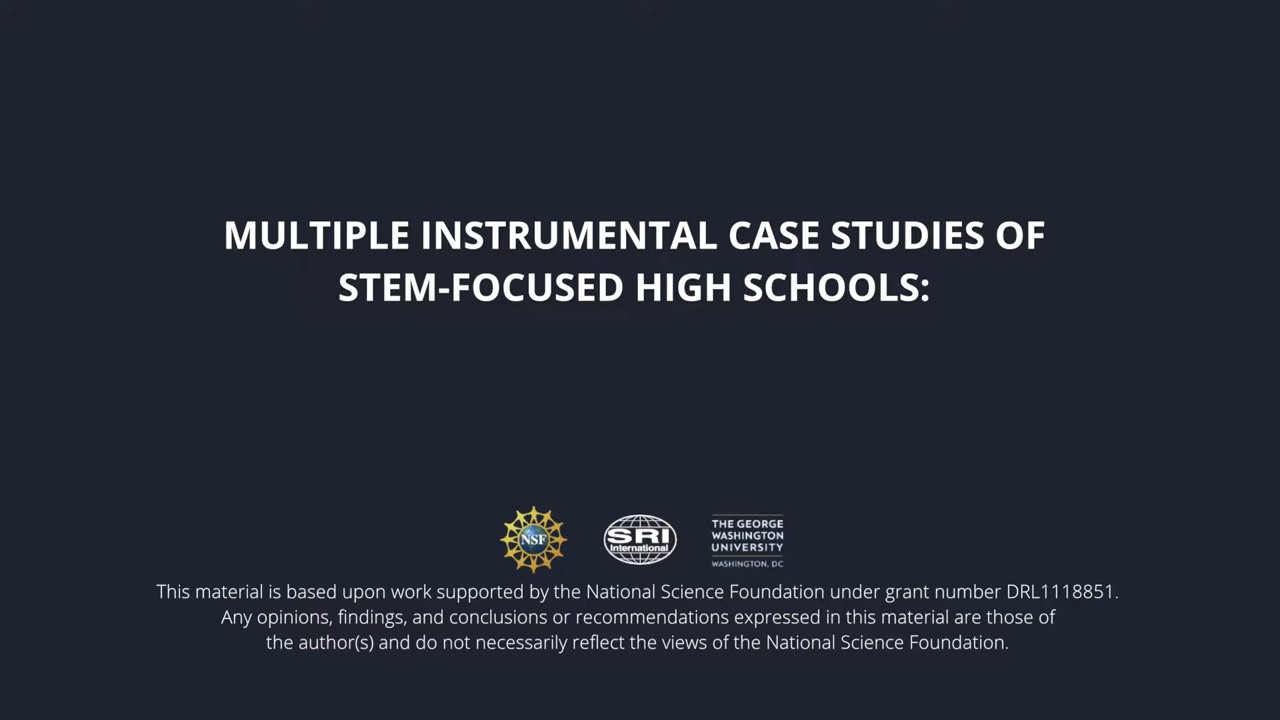 MULTIPLE INSTRUMENTAL CASE STUDIES OF
STEM-FOCUSED HIGH SCHOOLS:
NSF
SRI
International
THE GEORGE
WASHINGTON
UNIVERSITY
WASHINGTON, DC
This material is based upon work supported by the National Science Foundation under grant number DRL1118851.
Any opinions, findings, and conclusions or recommendations expressed in this material are those of
the author(s) and do not necessarily reflect the views of the National Science Foundation.